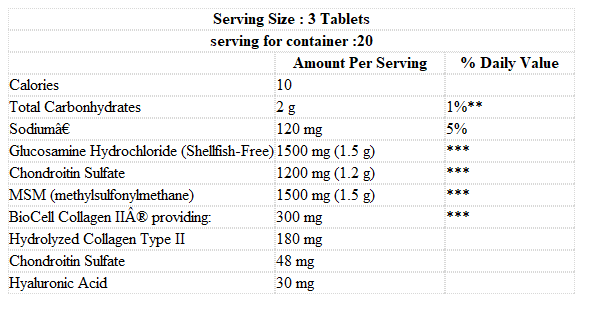 Serving Size : 3 Tablets
serving for container :20
Amount Per Serving % Daily Value
Calories 10
Total Carbonhydrates 2 g 1%**
Sodiumâ€ 120 mg 5%
Glucosamine Hydrochloride (Shellfish-Free) 1500 mg (1.5 g) ***
Chondroitin Sulfate 1200 mg (1.2 g) ***
MSM (methylsulfonylmethane) 1500 mg (1.5 g) ***
BioCell Collagen IIÂ® providing: 300 mg ***
Hydrolyzed Collagen Type II 180 mg
Chondroitin Sulfate 48 mg
Hyaluronic Acid 30 mg